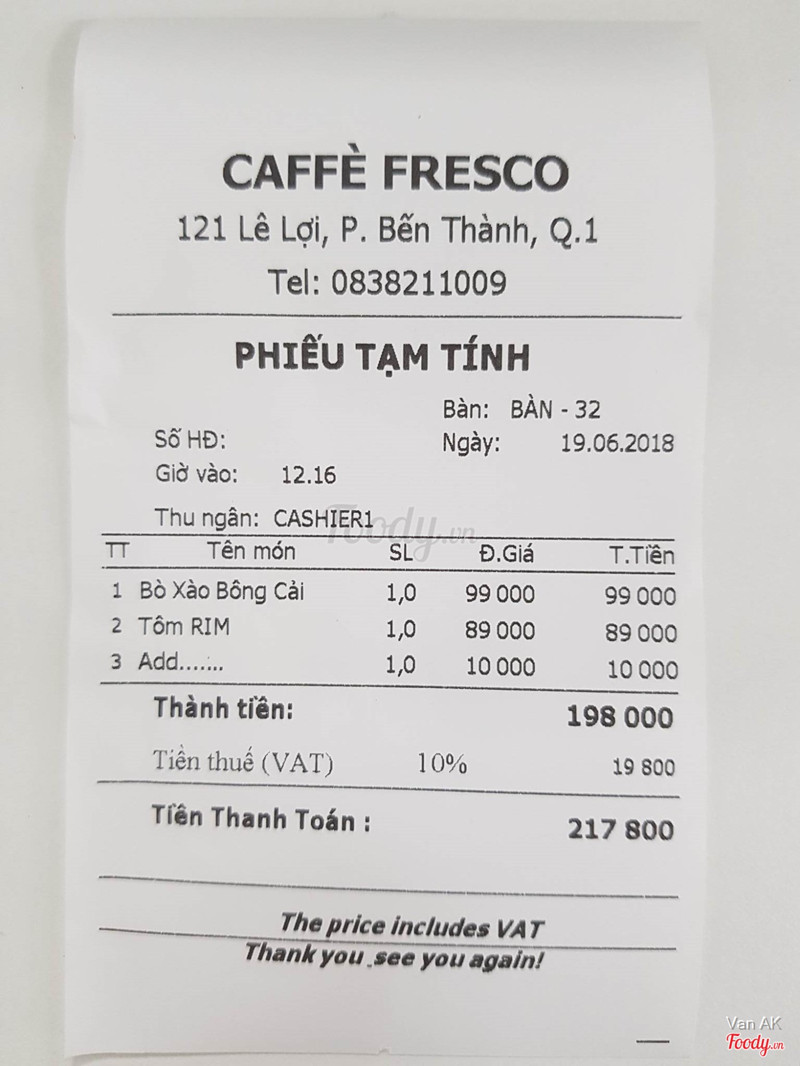 CAFFÈ FRESCO
121 Lê Lợi, P. Bến Thành, Q.1
Tel: 0838211009
PHIẾU TẠM TÍNH
Bàn: BÀN - 32
Số HĐ: Ngày: 19.06.2018
Giờ vào: 12.16
Thu ngân: CASHIER1
Foody.vn
TT Tên món SL Đ.Giá T.Tiền
1 Bò Xào Bông Cải 1,0 99 000 99 000
2 Tôm RIM 1,0 89 000 89 000
3 Add....... 1,0 10 000 10 000
Thành tiền: 198 000
Tiền thuế (VAT) 10% 19 800
Tiền Thanh Toán : 217 800
The price includes VAT
Thank you ,see you again!
Van AK
Foody.vn